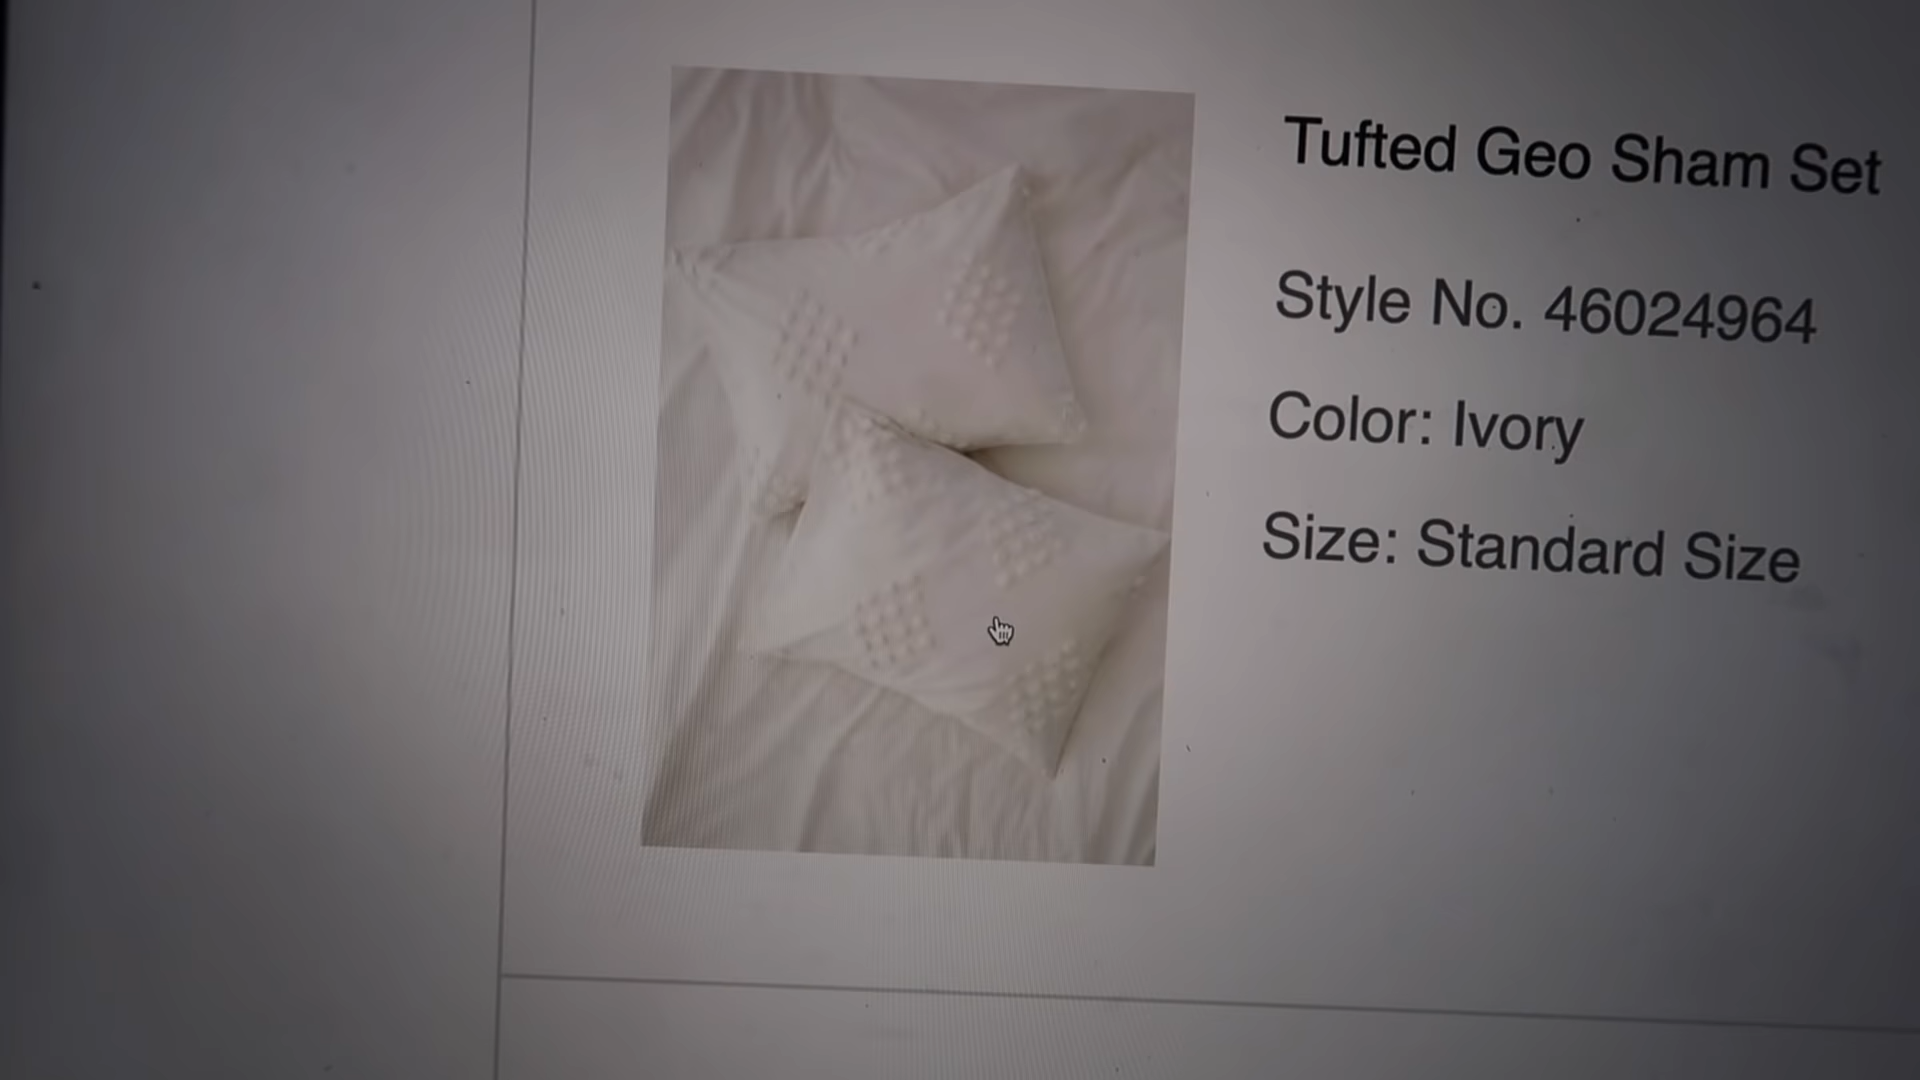 Tufted Geo Sham Set
Style No. 46024964
Color: Ivory
Size: Standard Size